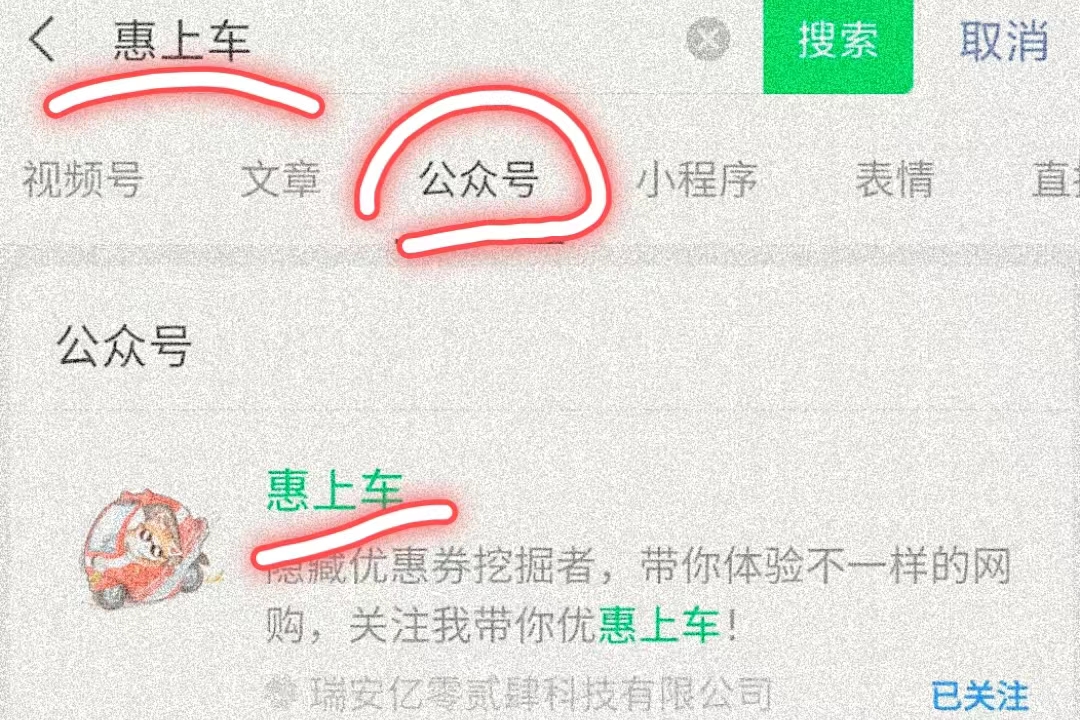 惠上车 搜索 取消
视频号 文章 公众号 小程序 表情 直播
公众号
惠上车
隐藏优惠券挖掘者，带你体验不一样的网
购，关注我带你优惠上车！
瑞安亿零贰肆科技有限公司 已关注